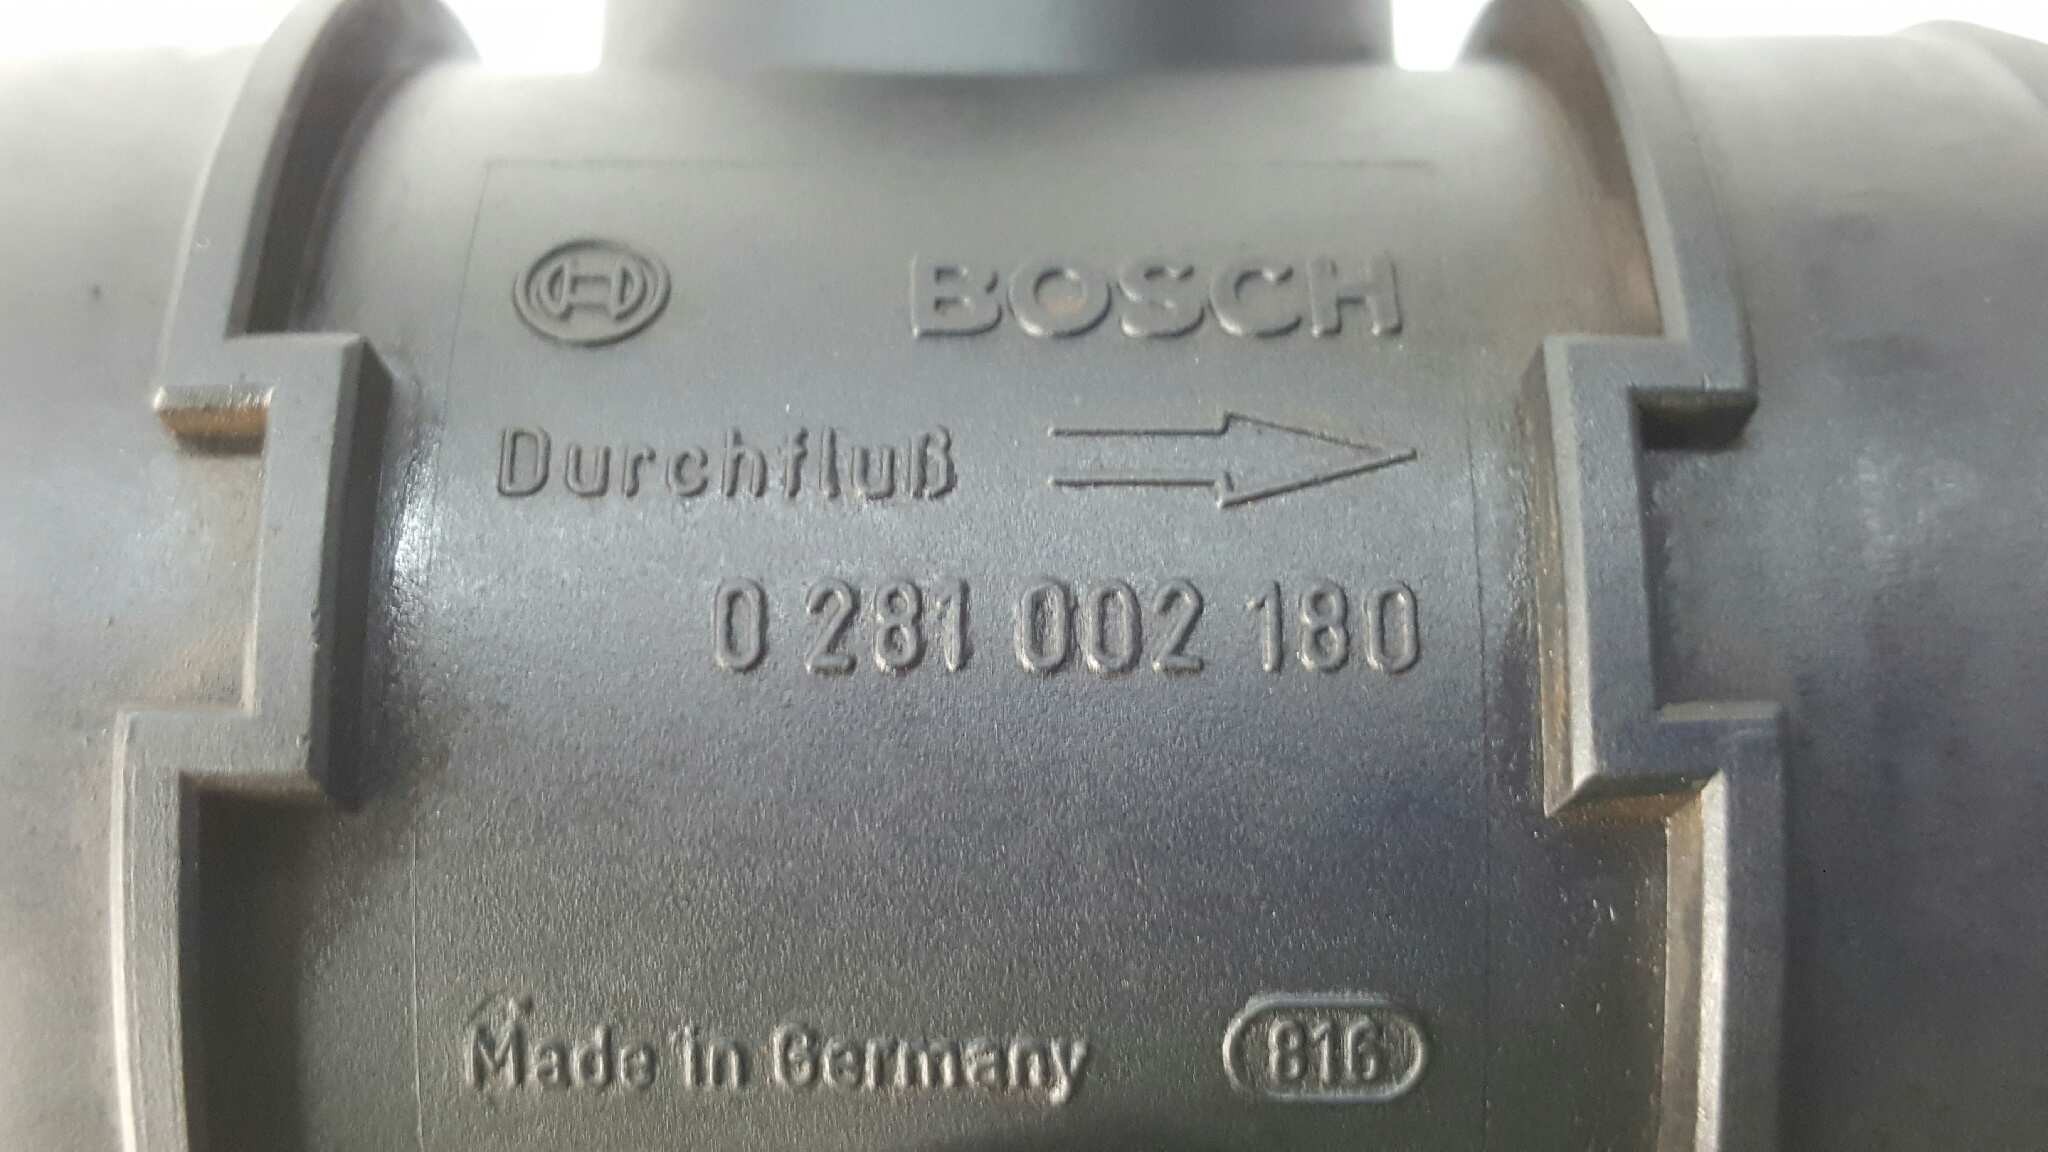 BOSCH
Durchfluß
0 281 002 180
Made in Germany 816